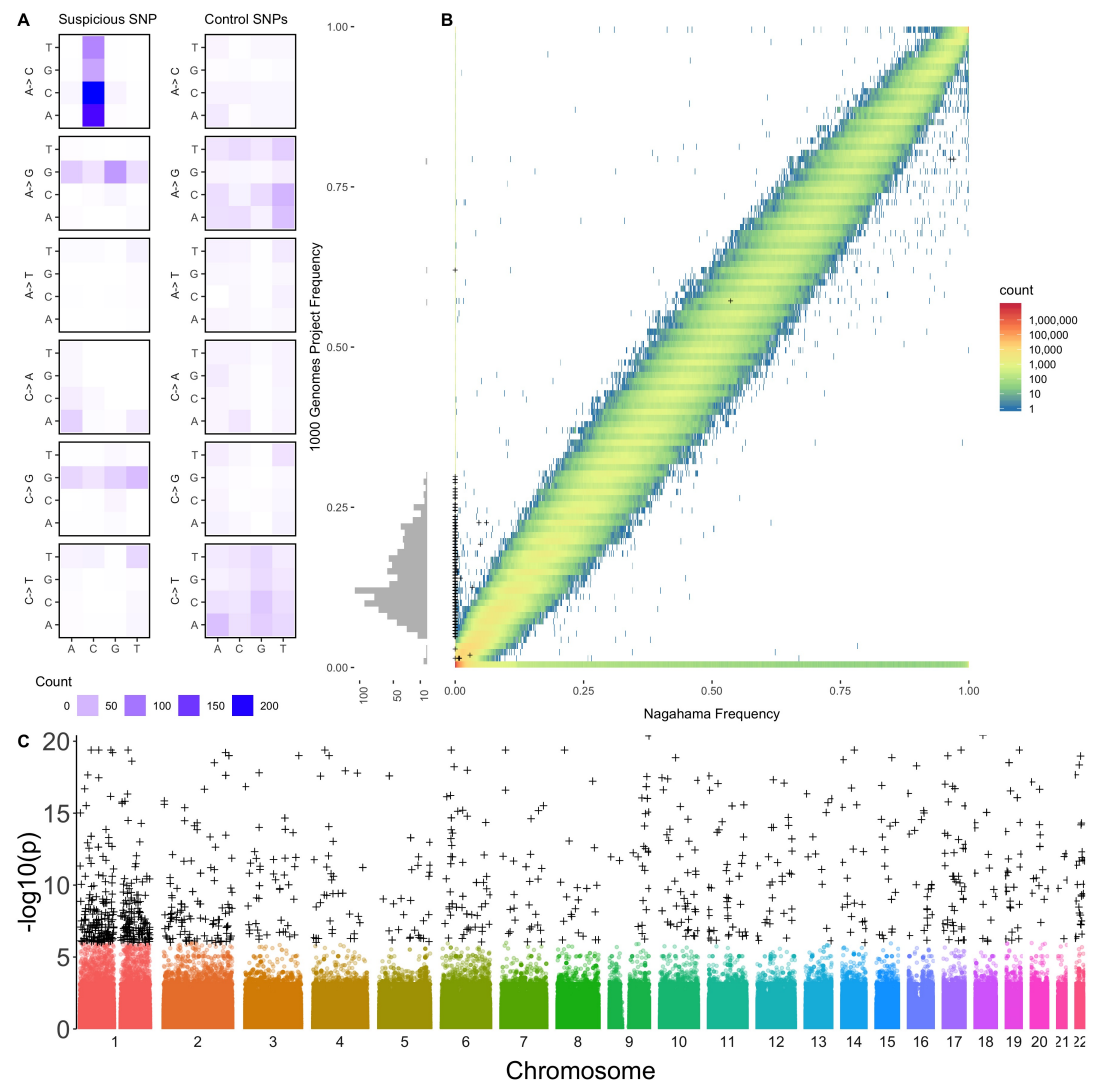 A
Suspicious SNP
Control SNPs
A-> C
T
G
C
A
A-> C
T
G
C
A
A-> G
T
G
C
A
A-> G
T
G
C
A
A-> T
T
G
C
A
A-> T
T
G
C
A
C-> A
T
G
C
A
C-> A
T
G
C
A
C-> G
T
G
C
A
C-> G
T
G
C
A
C-> T
T
G
C
A
C-> T
T
G
C
A
A C G T
A C G T
Count
0 50 100 150 200
B
1000 Genomes Project Frequency
1.00
0.75
0.50
0.25
0.00
100 50 10
0.00 0.25 0.50 0.75 1.00
Nagahama Frequency
count
1,000,000
100,000
10,000
1,000
100
10
1
C
-log10(p)
20
15
10
5
0
1 2 3 4 5 6 7 8 9 10 11 12 13 14 15 16 17 18 19 20 21 22
Chromosome